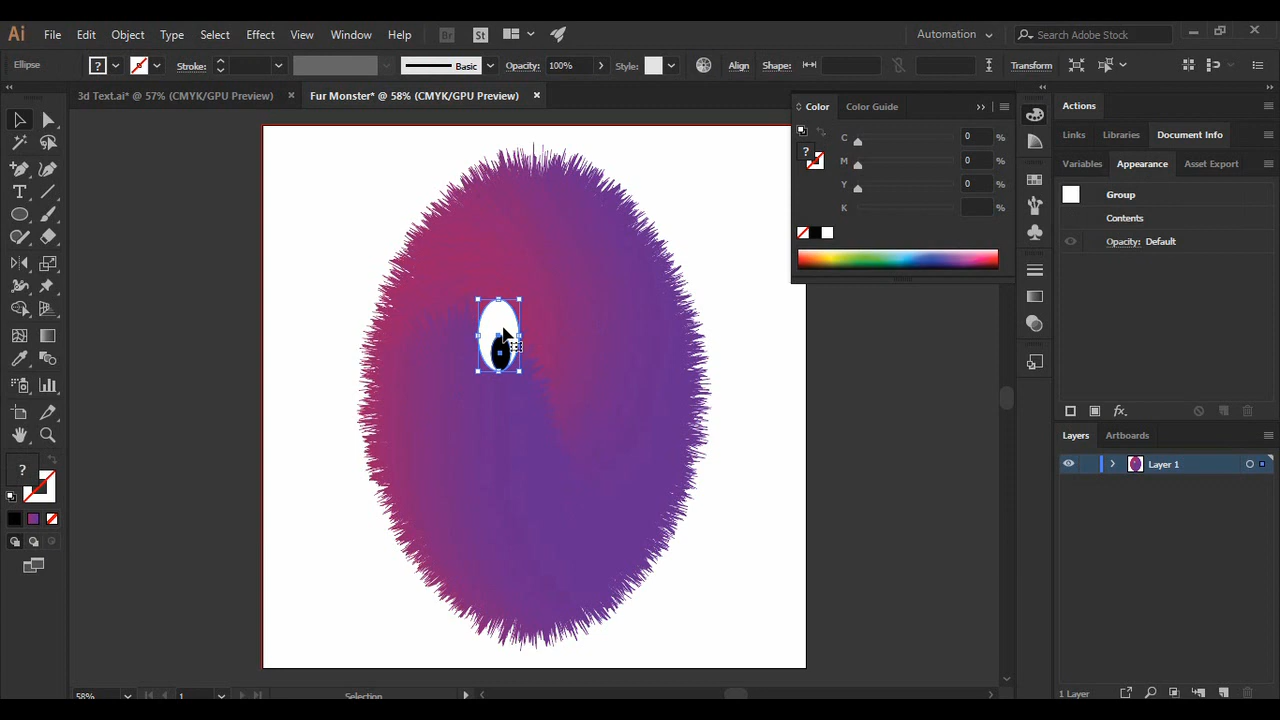 Ai File Edit Object Type Select Effect View Window Help Br St Automation Search Adobe Stock
Ellipse ? Stroke: Basic Opacity: 100% Style: Align Shape: Transform
3d Text.ai* @ 57% (CMYK/GPU Preview) × Fur Monster* @ 58% (CMYK/GPU Preview) ×
Color Color Guide
C 0 %
? M 0 %
Y 0 %
K %
Actions
Links Libraries Document Info
Variables Appearance Asset Export
Group
Contents
Opacity: Default
fx.
Layers Artboards
Layer 1
T
?
58% 1 Selection
1 Layer